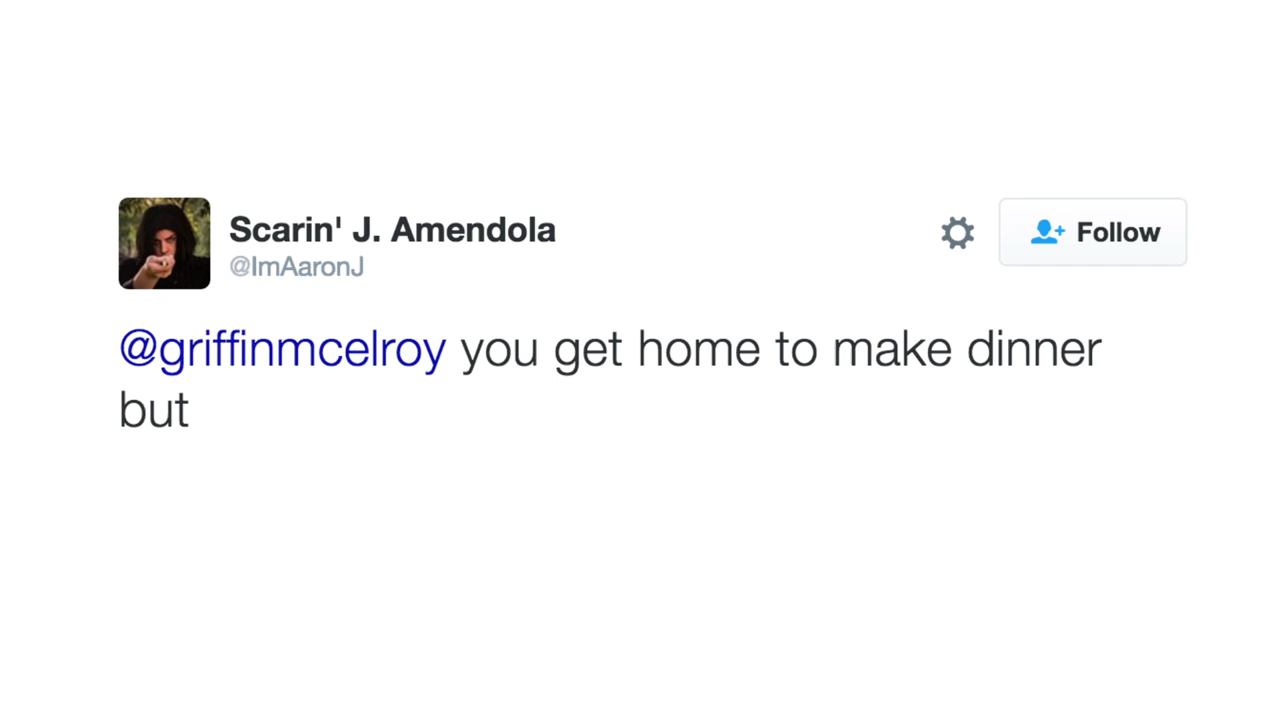 Scarin' J. Amendola
@ImAaronJ
Follow
@griffinmcelroy you get home to make dinner
but